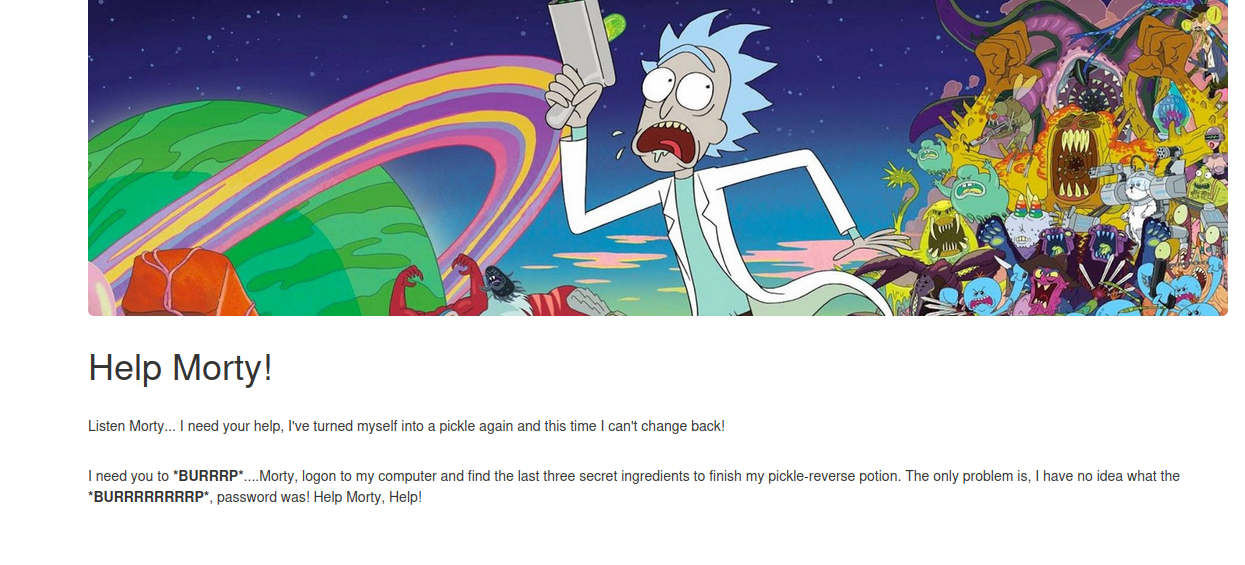 Help Morty!
Listen Morty... I need your help, I've turned myself into a pickle again and this time I can't change back!
I need you to *BURRRP*....Morty, logon to my computer and find the last three secret ingredients to finish my pickle-reverse potion. The only problem is, I have no idea what the
*BURRRRRRRRP*, password was! Help Morty, Help!